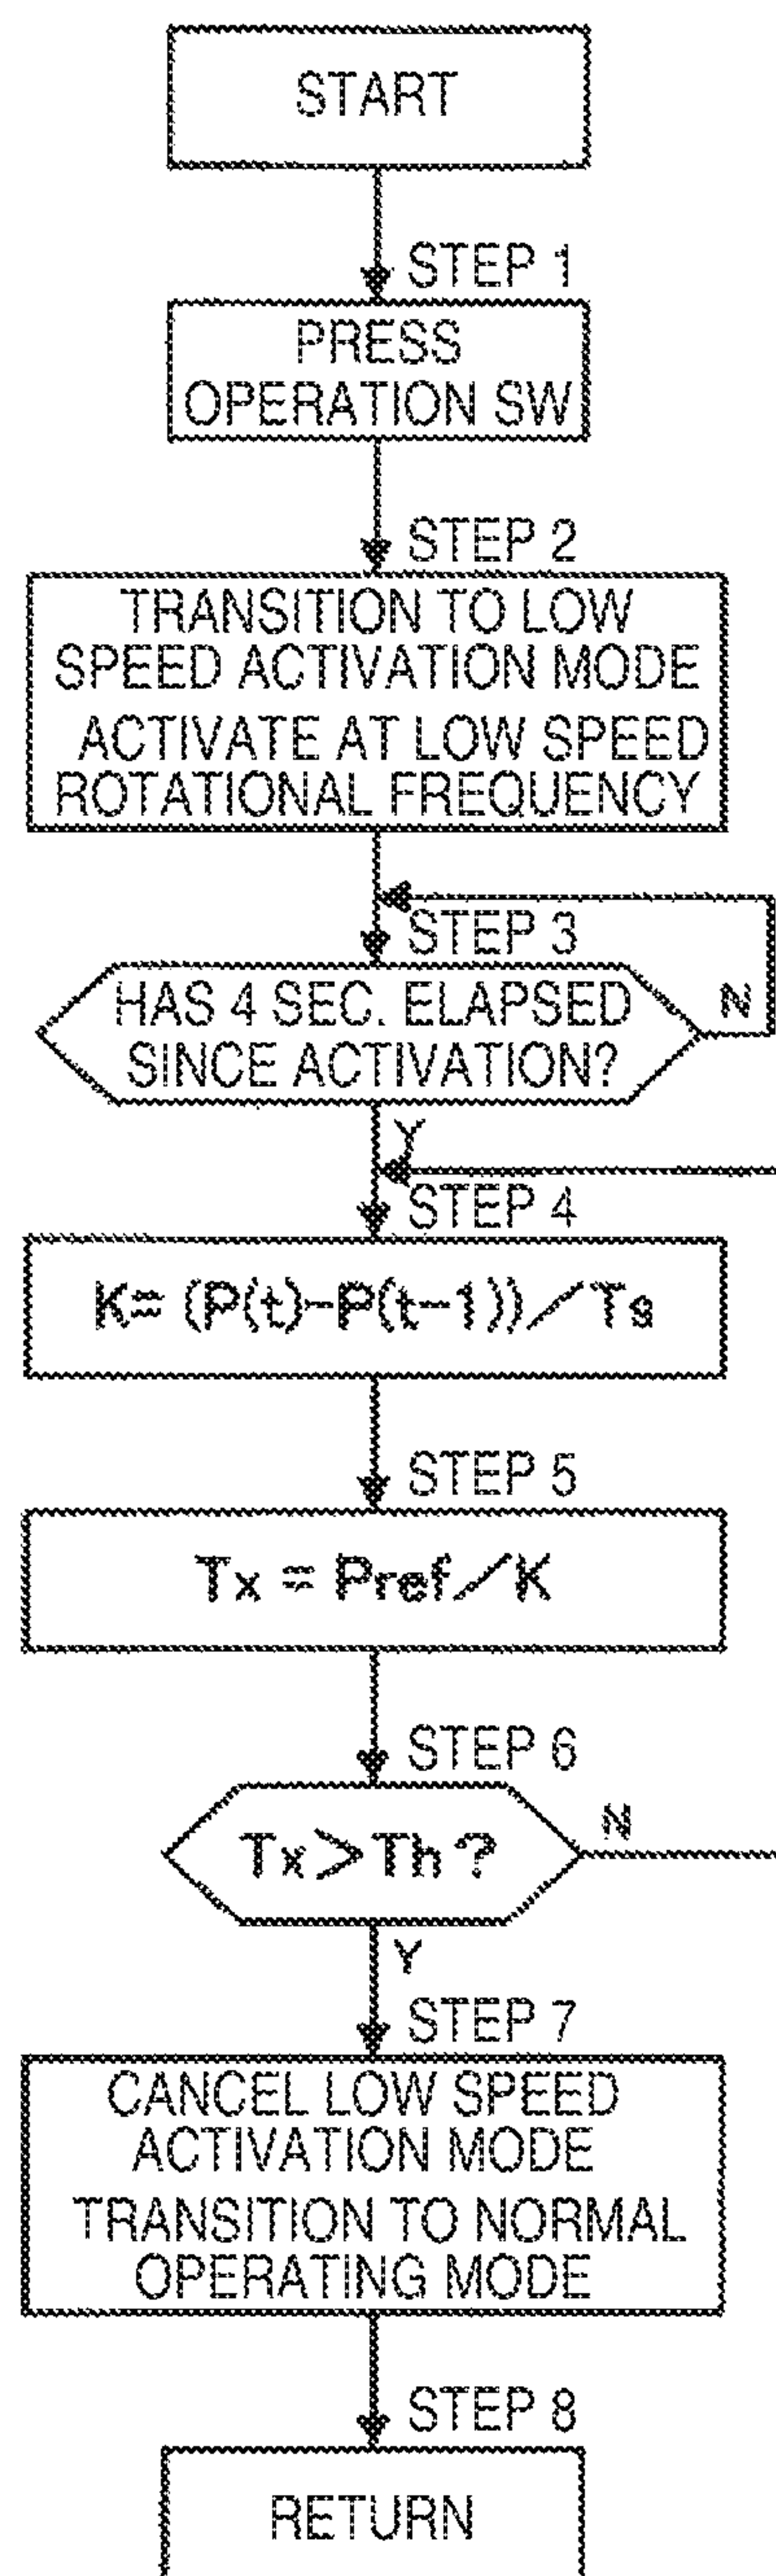 START
STEP 1
PRESS
OPERATION SW
STEP 2
TRANSITION TO LOW
SPEED ACTIVATION MODE
ACTIVATE AT LOW SPEED
ROTATIONAL FREQUENCY
STEP 3
HAS 4 SEC. ELAPSED
SINCE ACTIVATION?
N
Y
STEP 4
K= (P(t)-P(t-1))/Ts
STEP 5
Tx = Pref/K
STEP 6
Tx>Th?
N
Y
STEP 7
CANCEL LOW SPEED
ACTIVATION MODE
TRANSITION TO NORMAL
OPERATING MODE
STEP 8
RETURN